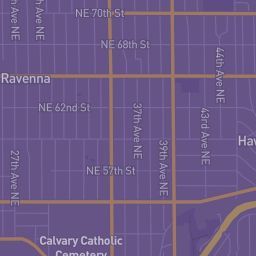 NE 70th St
NE 68th St
44th Ave NE
Ravenna
NE 62nd St
37th Ave NE
43rd Ave NE
39th Ave NE
27th Ave NE
NE 57th St
Calvary Catholic
Cemetery